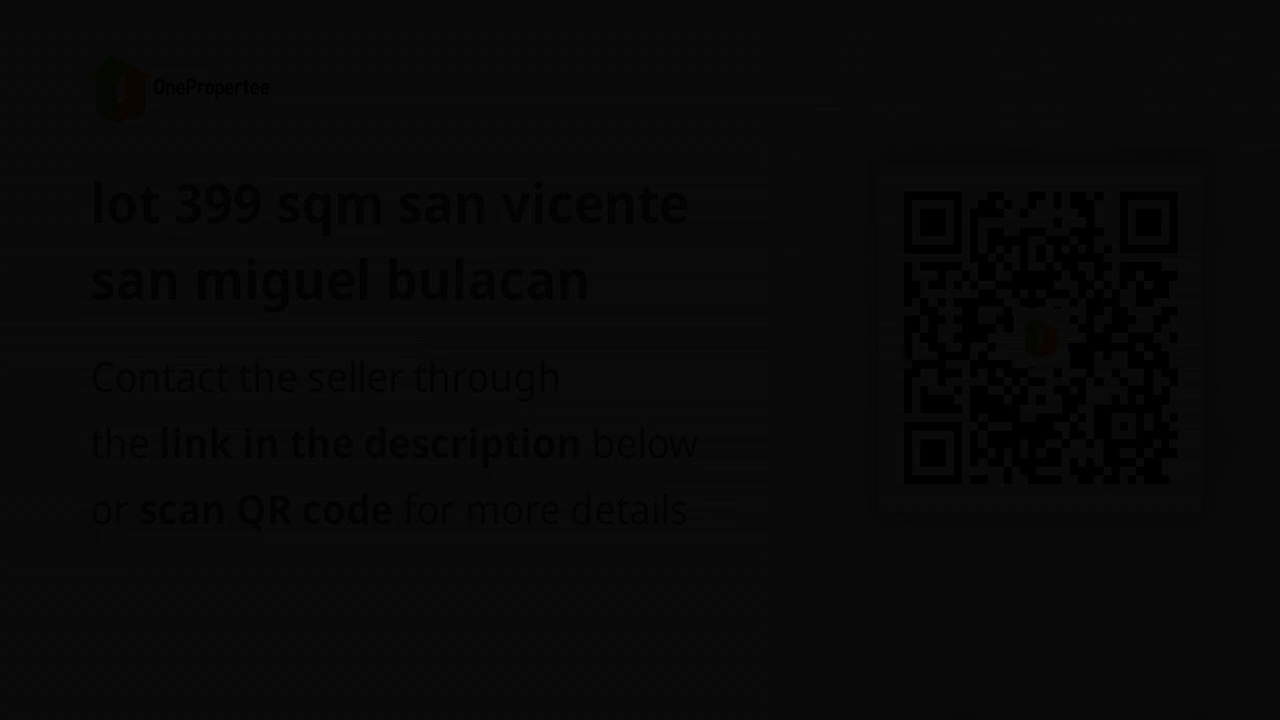 OnePropertee
lot 399 sqm san vicente
san miguel bulacan
Contact the seller through
the link in the description below
or scan QR code for more details